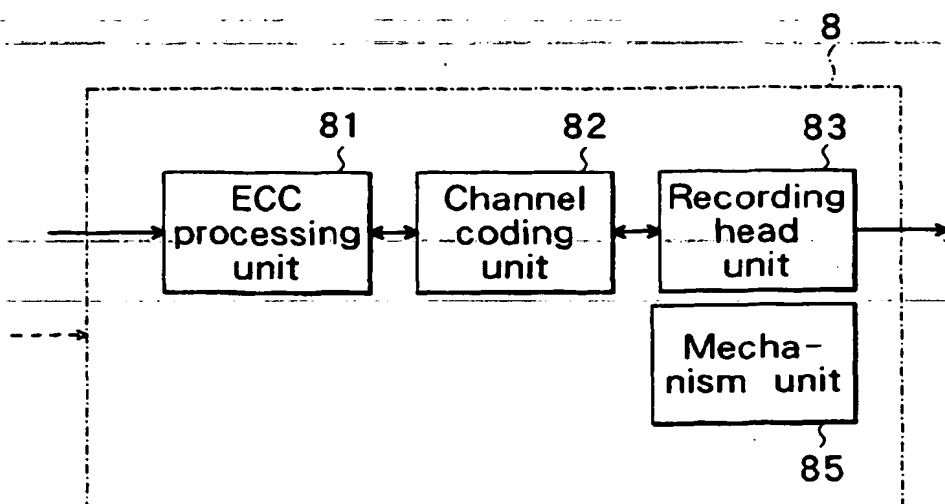 8
81
82
83
ECC
processing
unit
Channel
coding
unit
Recording
head
unit
Mecha-
nism unit
85